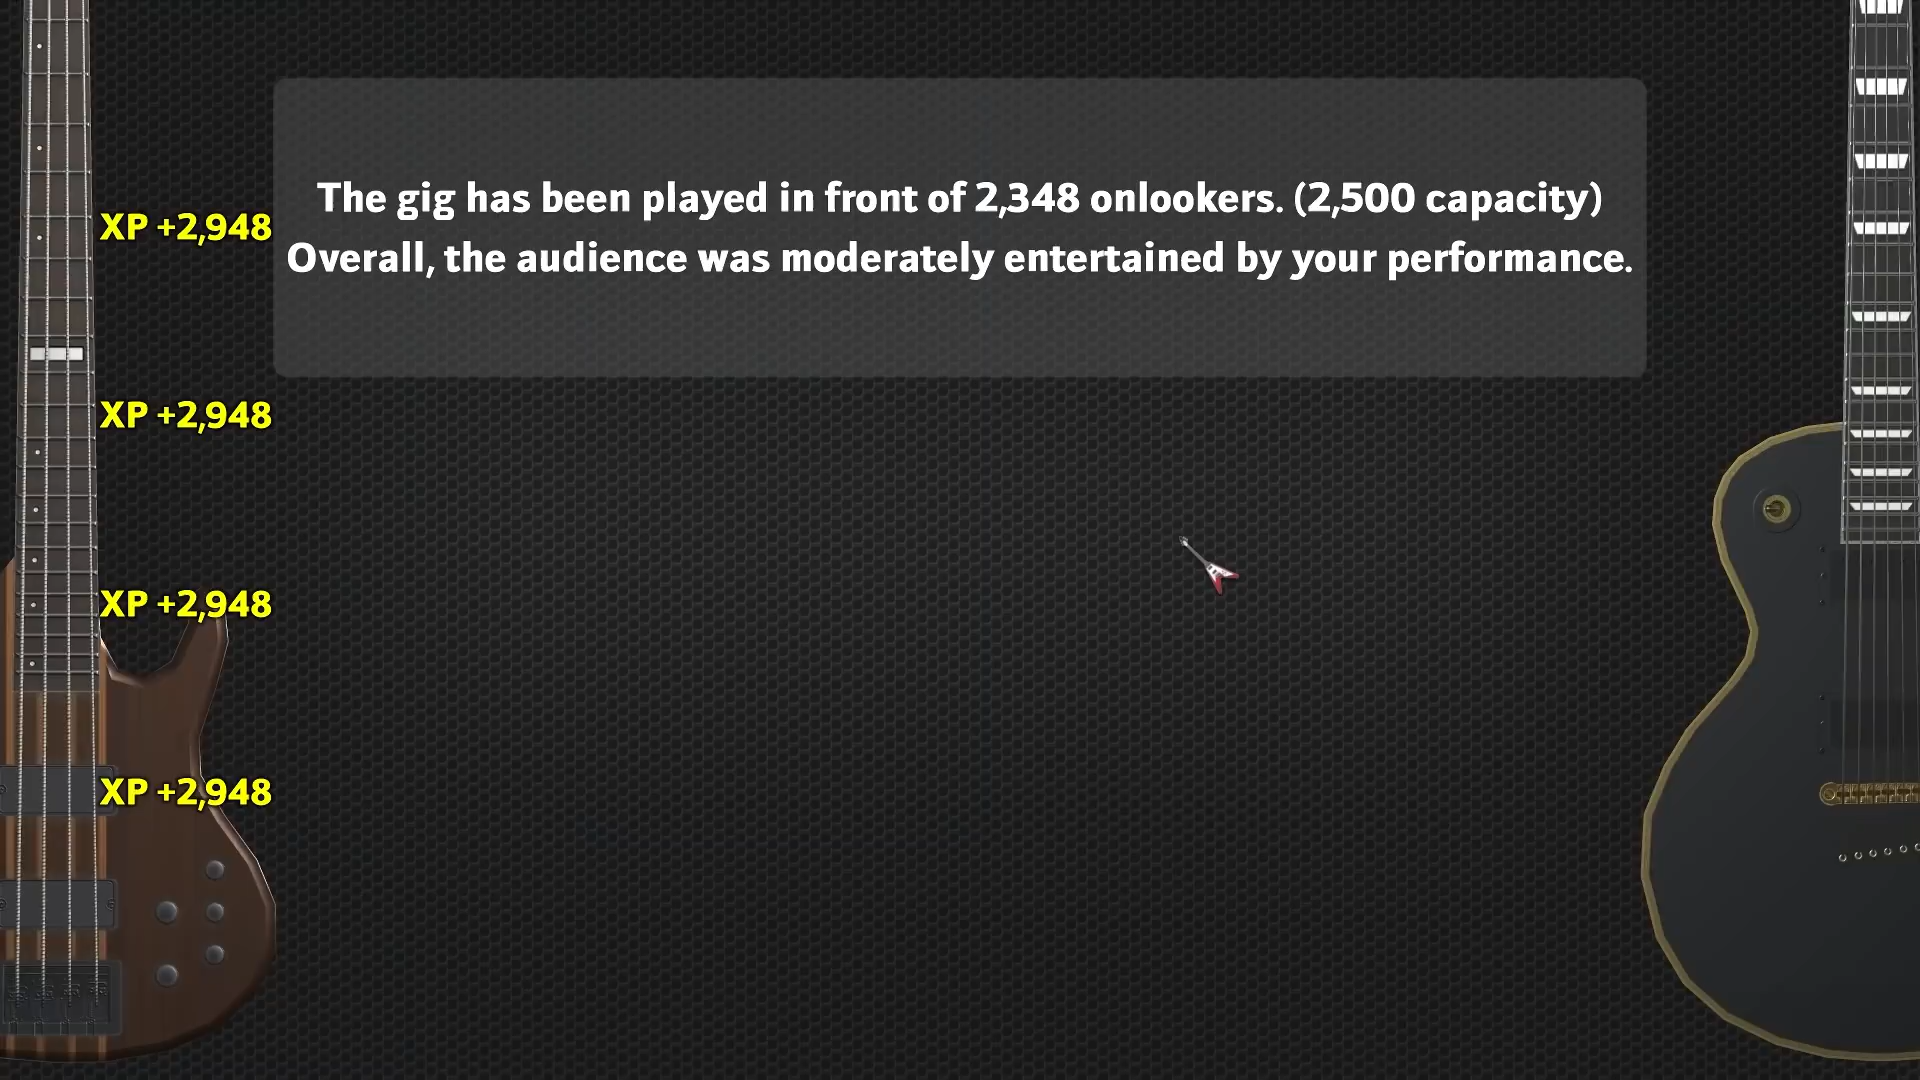 The gig has been played in front of 2,348 onlookers. (2,500 capacity)
Overall, the audience was moderately entertained by your performance.
XP +2,948
XP +2,948
XP +2,948
XP +2,948